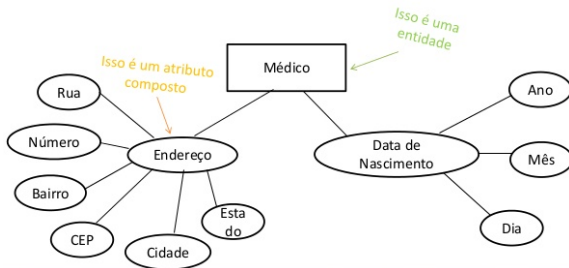 Isso é uma
entidade
Isso é um atributo
composto
Médico
Rua
Ano
Número
Endereço
Data de
Nascimento
Mês
Bairro
Esta
do
Dia
CEP
Cidade